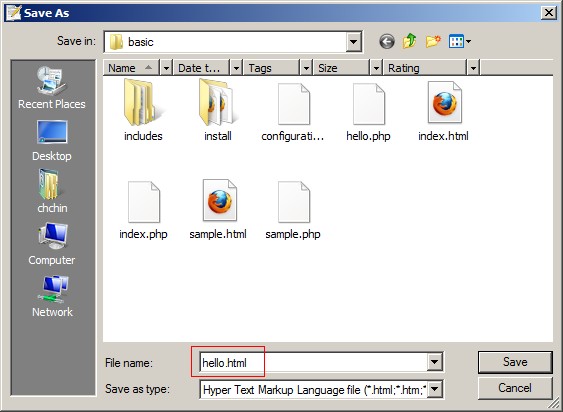 Save As
Save in:
basic
Name
Date t...
Tags
Size
Rating
Recent Places
Desktop
chchin
Computer
Network
includes
install
configurati...
hello.php
index.html
index.php
sample.html
sample.php
File name:
hello.html
Save
Save as type:
Hyper Text Markup Language file (*.html;*.htm;*
Cancel